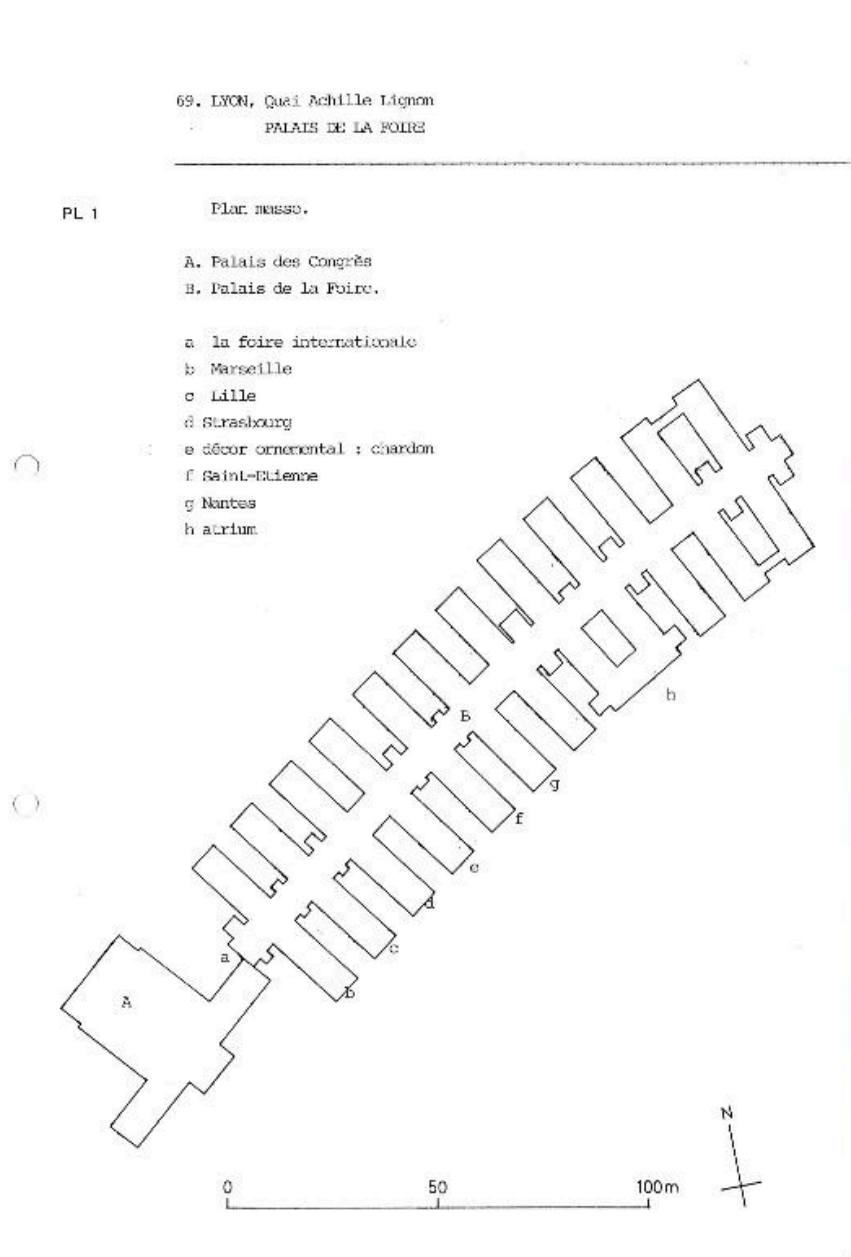 69. LYON, Quai Achille Lignon
PALAIS DE LA FOIRE
PL 1
Plan masse.
A. Palais des Congrès
B. Palais de la Foire.
a la foire internationale
b Marseille
c Lille
d Strasbourg
e décor ornemental : chardon
f Saint-Etienne
g Nantes
h atrium
h
B
g
f
e
d
c
a
b
A
N
0 50 100m